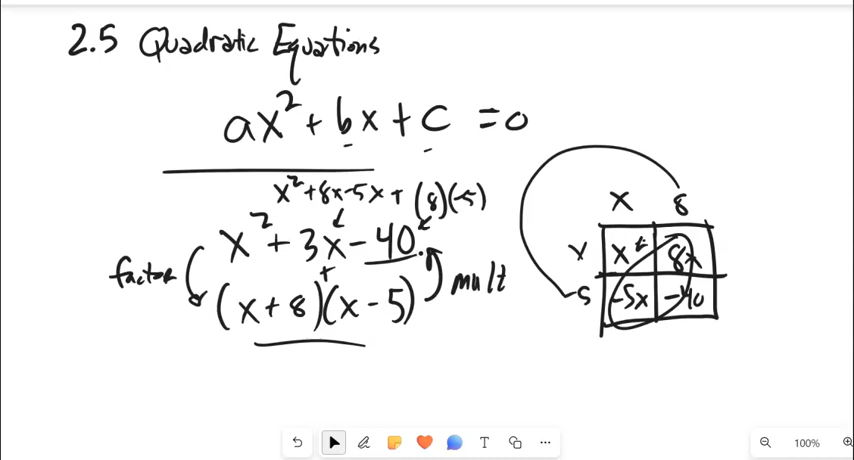 2.5 Quadratic Equations
ax² + bx + c = 0
x² + 8x - 5x + (8)(-5)
x² + 3x - 40
factor
(x + 8)(x - 5)
+
mult
x 8
x x² 8x
-5 -5x -40
T
100%